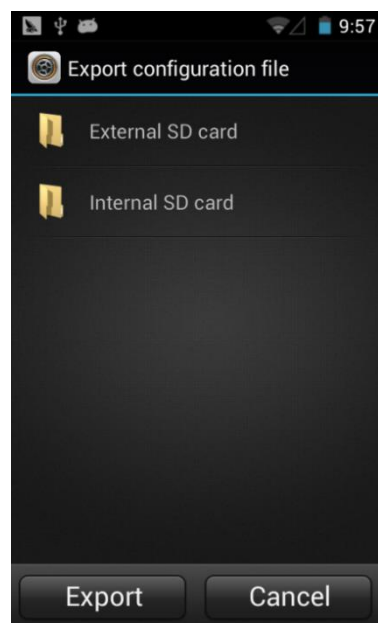 9:57
Export configuration file
External SD card
Internal SD card
Export Cancel